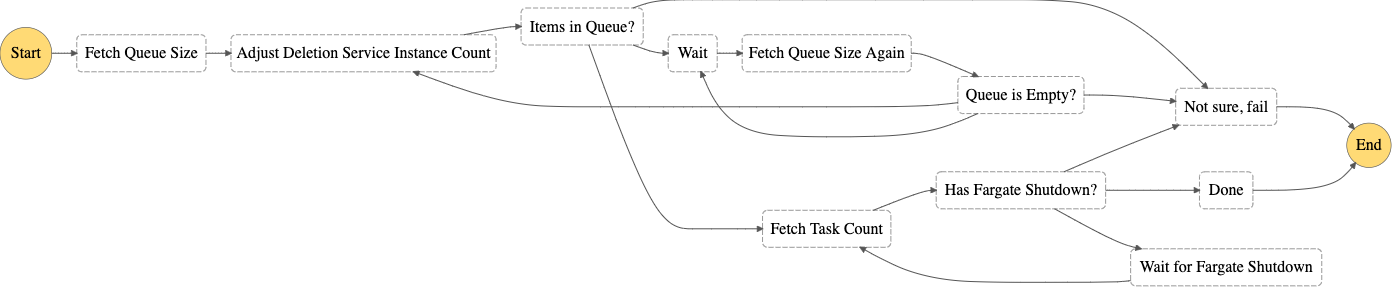 Start
Fetch Queue Size
Adjust Deletion Service Instance Count
Items in Queue?
Wait
Fetch Queue Size Again
Queue is Empty?
Not sure, fail
End
Has Fargate Shutdown?
Done
Fetch Task Count
Wait for Fargate Shutdown